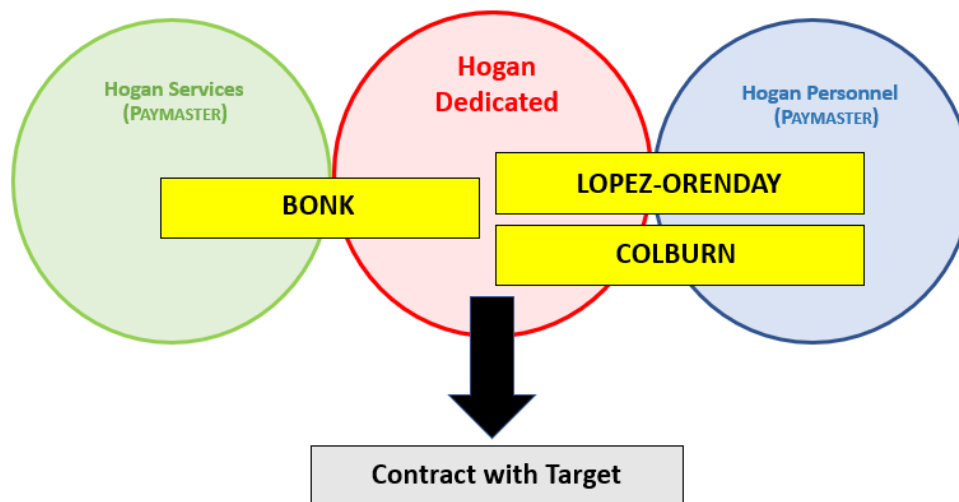 Hogan Services
(PAYMASTER)
Hogan
Dedicated
Hogan Personnel
(PAYMASTER)
BONK
LOPEZ-ORENDAY
COLBURN
Contract with Target